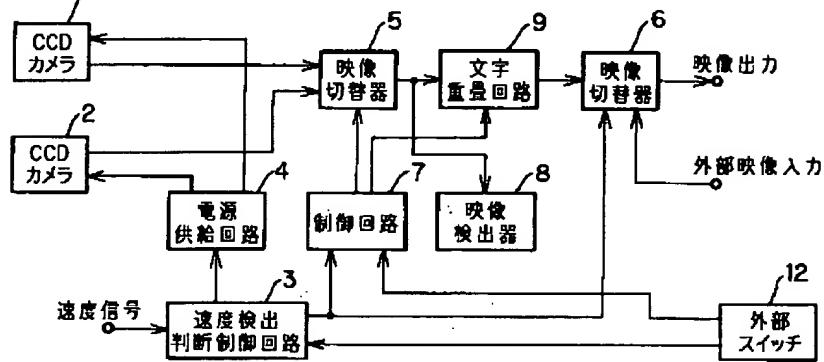 CCD
カメラ
5
映像
切替器
9
文字
重畳回路
6
映像
切替器
映像出力
2
CCD
カメラ
外部映像入力
4
電源
供給回路
7
制御回路
8
映像
検出器
速度信号
3
速度検出
判断制御回路
12
外部
スイッチ